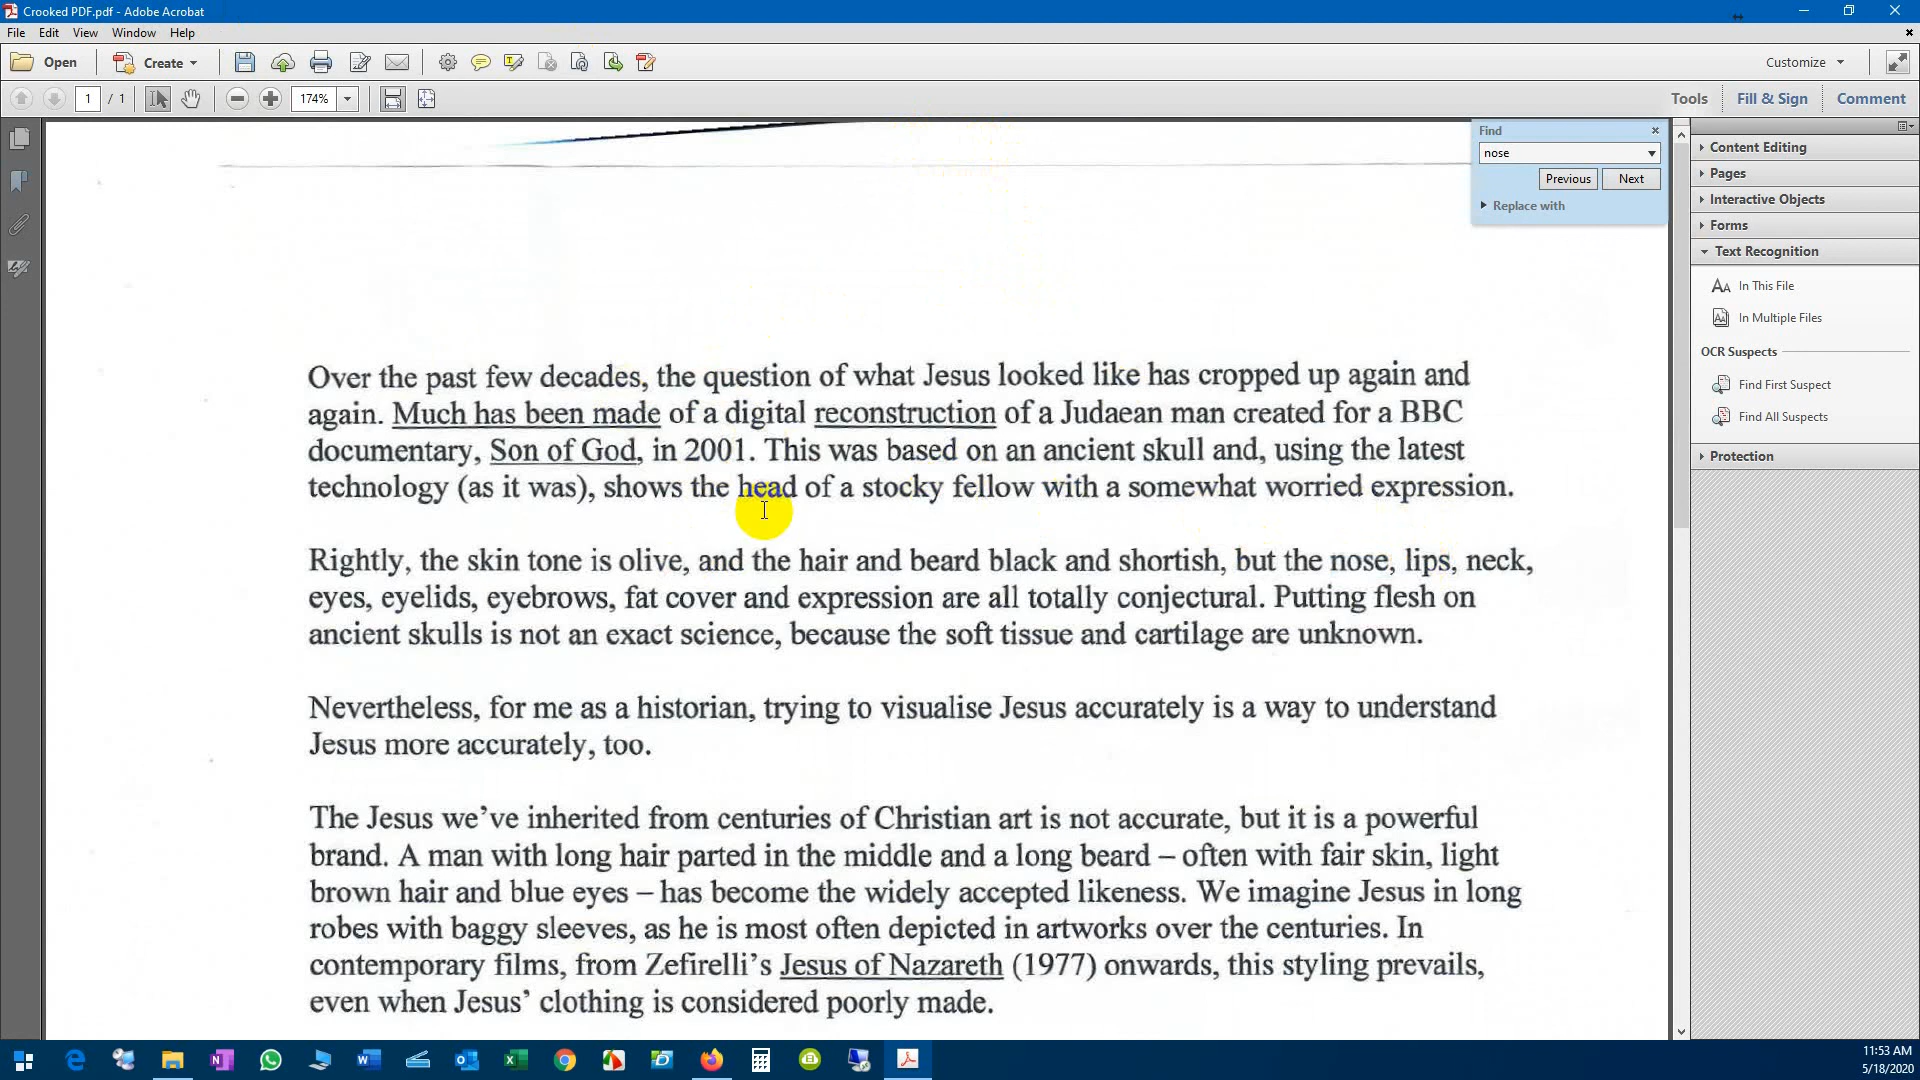 Crooked PDF.pdf - Adobe Acrobat
File Edit View Window Help
Open Create Customize
1 / 1 174% Tools Fill & Sign Comment
Find
nose
Previous Next
Replace with
Content Editing
Pages
Interactive Objects
Forms
Text Recognition
In This File
In Multiple Files
OCR Suspects
Find First Suspect
Find All Suspects
Protection
Over the past few decades, the question of what Jesus looked like has cropped up again and
again. Much has been made of a digital reconstruction of a Judaean man created for a BBC
documentary, Son of God, in 2001. This was based on an ancient skull and, using the latest
technology (as it was), shows the head of a stocky fellow with a somewhat worried expression.
Rightly, the skin tone is olive, and the hair and beard black and shortish, but the nose, lips, neck,
eyes, eyelids, eyebrows, fat cover and expression are all totally conjectural. Putting flesh on
ancient skulls is not an exact science, because the soft tissue and cartilage are unknown.
Nevertheless, for me as a historian, trying to visualise Jesus accurately is a way to understand
Jesus more accurately, too.
The Jesus we’ve inherited from centuries of Christian art is not accurate, but it is a powerful
brand. A man with long hair parted in the middle and a long beard – often with fair skin, light
brown hair and blue eyes – has become the widely accepted likeness. We imagine Jesus in long
robes with baggy sleeves, as he is most often depicted in artworks over the centuries. In
contemporary films, from Zefirelli’s Jesus of Nazareth (1977) onwards, this styling prevails,
even when Jesus’ clothing is considered poorly made.
11:53 AM
5/18/2020